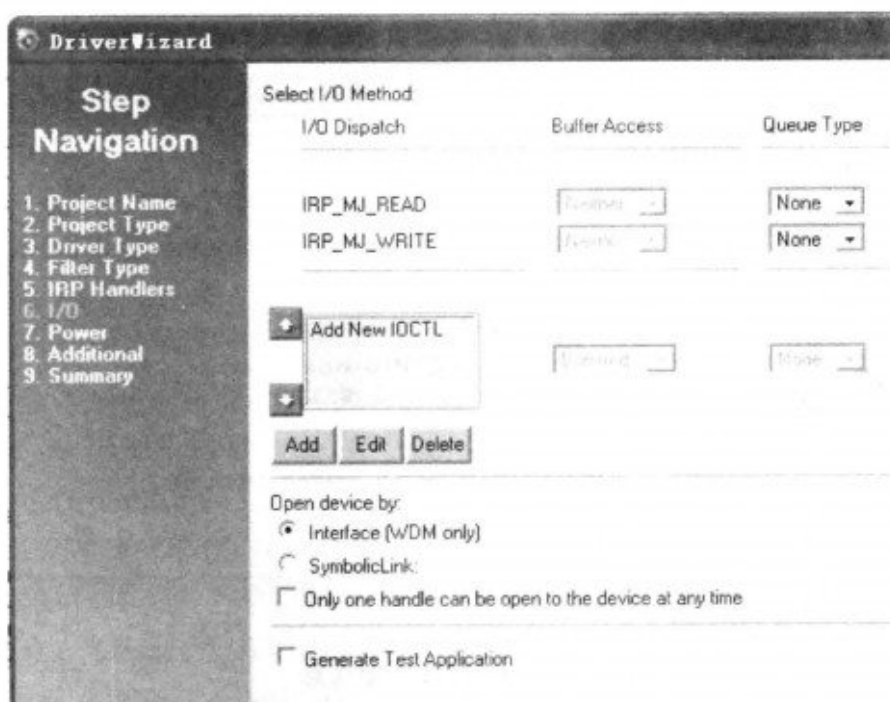 DriverWizard
Step
Navigation
1. Project Name
2. Project Type
3. Driver Type
4. Filter Type
5. IRP Handlers
6. I/O
7. Power
8. Additional
9. Summary
Select I/O Method
I/O Dispatch Buffer Access Queue Type
IRP_MJ_READ None
IRP_MJ_WRITE None
Add New IOCTL None
Add Edit Delete
Open device by:
Interface (WDM only)
SymbolicLink:
Only one handle can be open to the device at any time
Generate Test Application